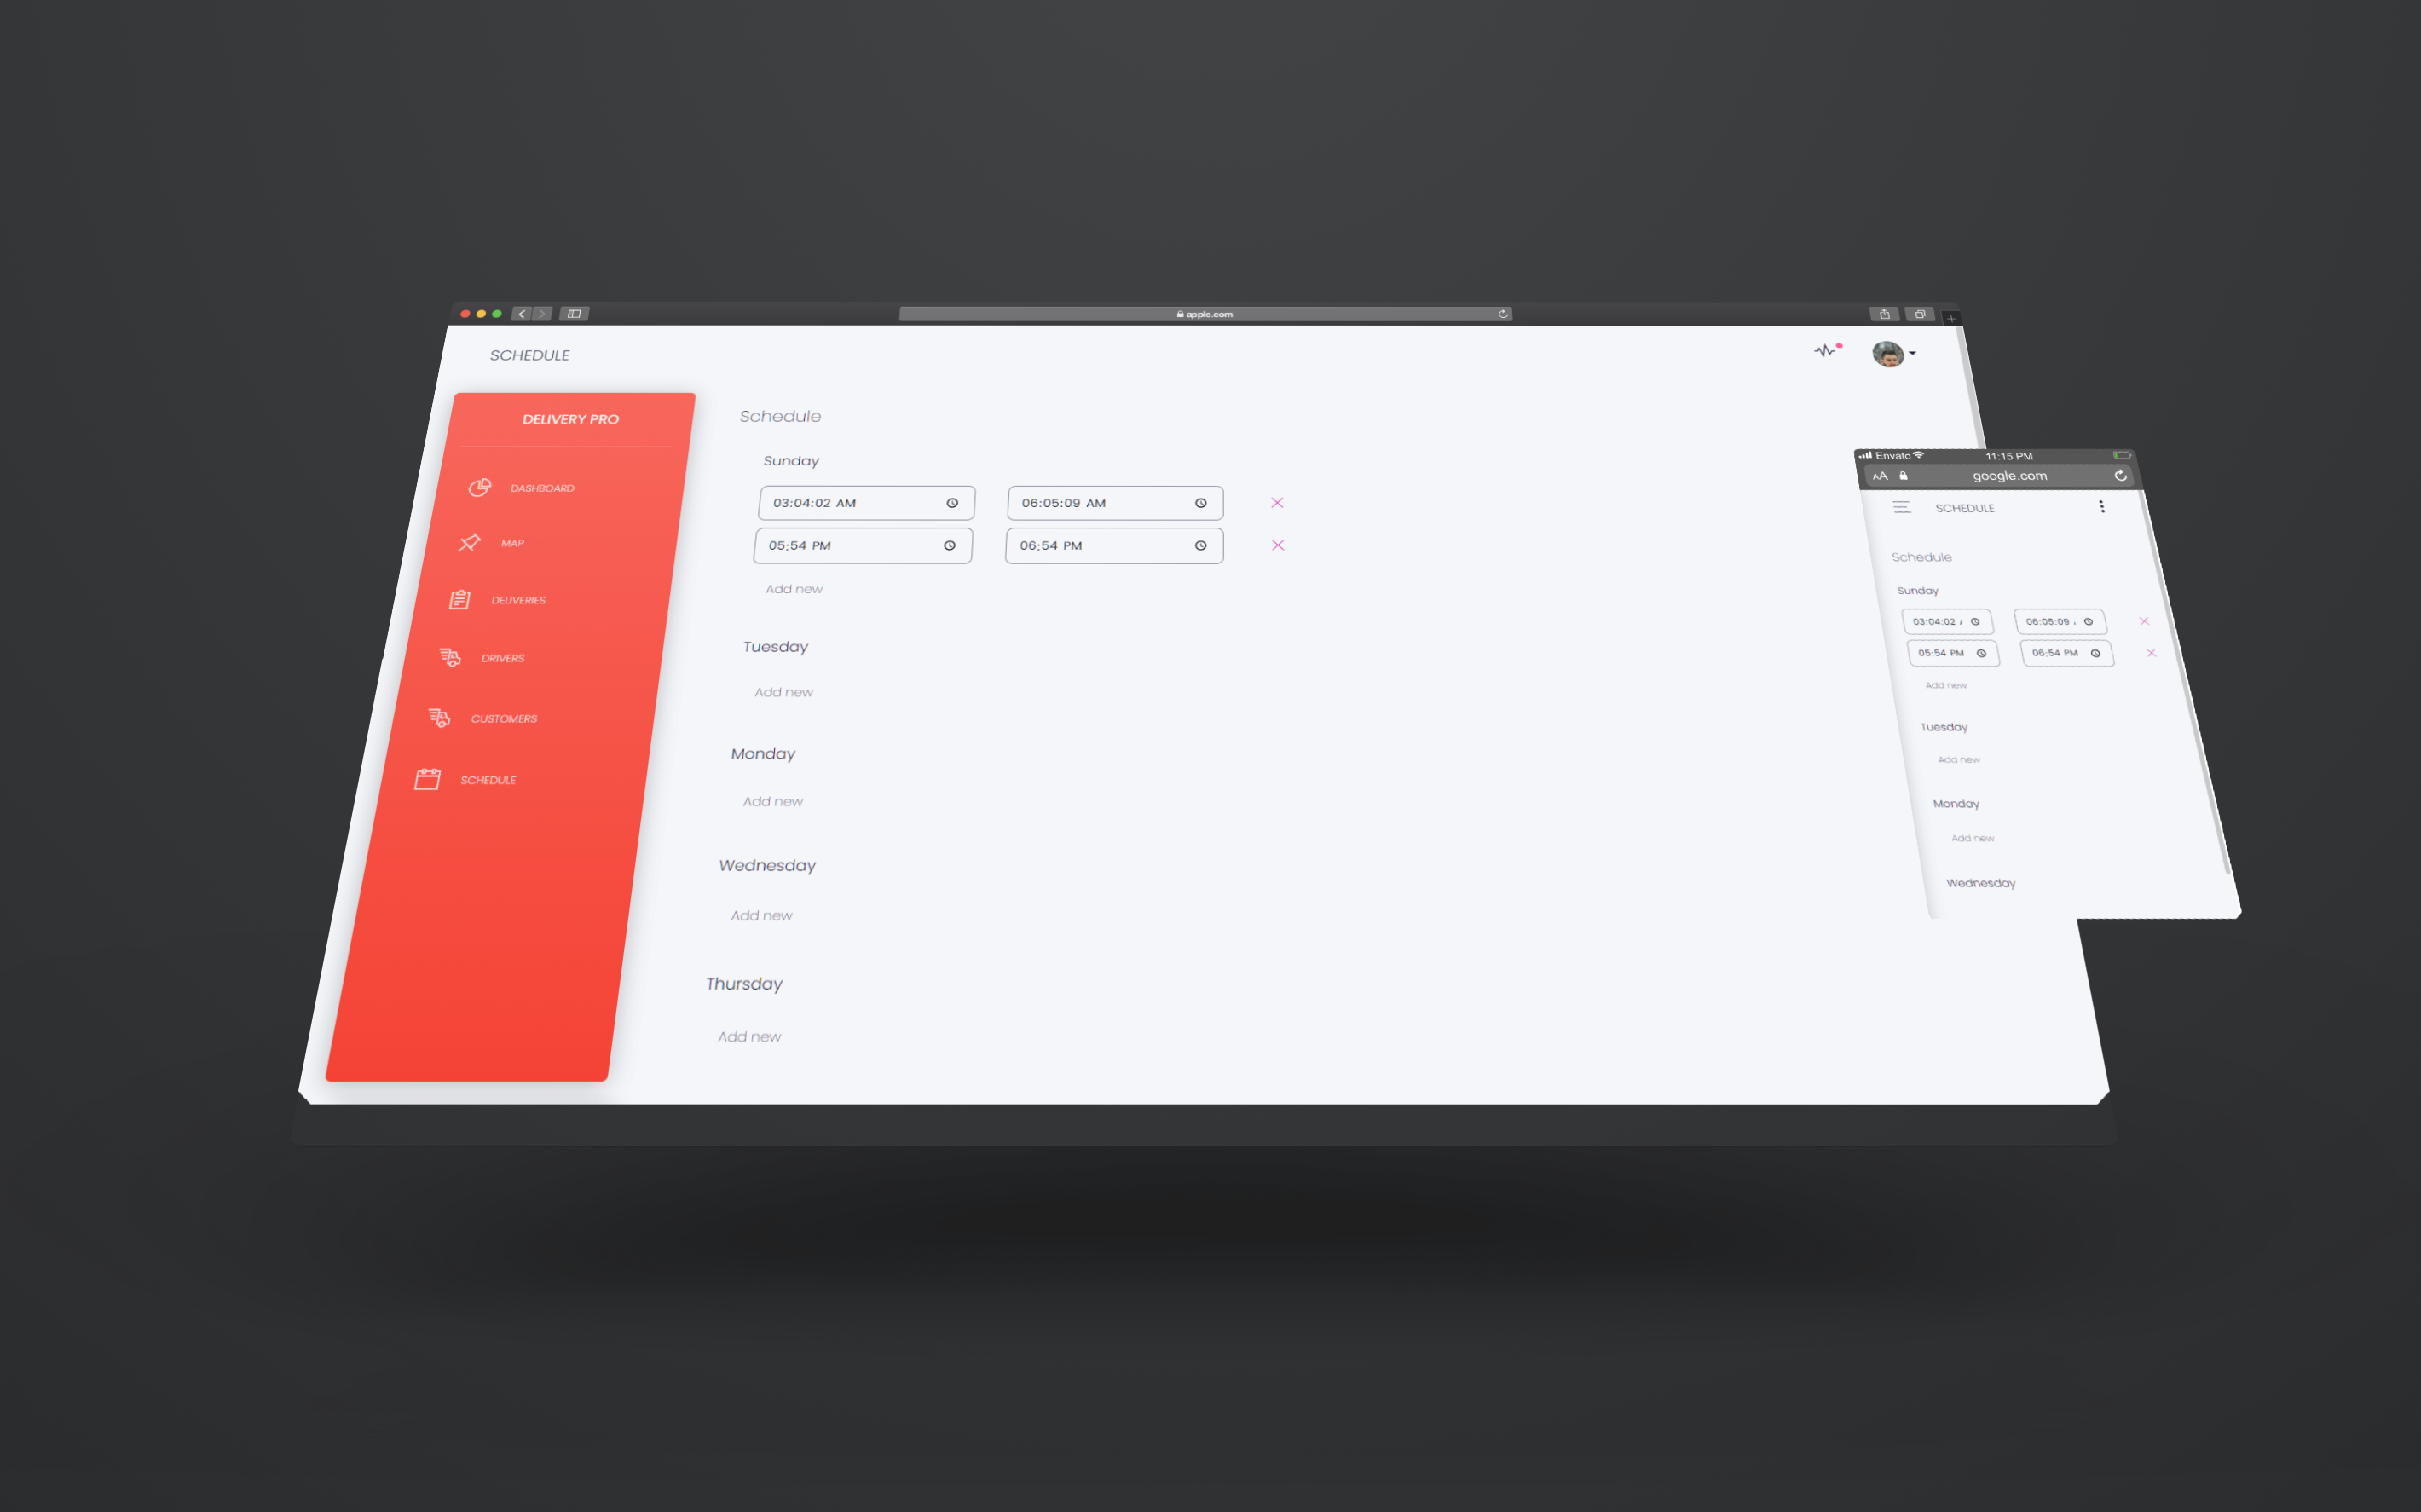 apple.com
SCHEDULE
DELIVERY PRO
DASHBOARD
MAP
DELIVERIES
DRIVERS
CUSTOMERS
SCHEDULE
Schedule
Sunday
03:04:02 AM 06:05:09 AM
05:54 PM 06:54 PM
Add new
Tuesday
Add new
Monday
Add new
Wednesday
Add new
Thursday
Add new
Envato 11:15 PM
AA google.com
SCHEDULE
Schedule
Sunday
03:04:02 06:05:09
05:54 PM 06:54 PM
Add new
Tuesday
Add new
Monday
Add new
Wednesday